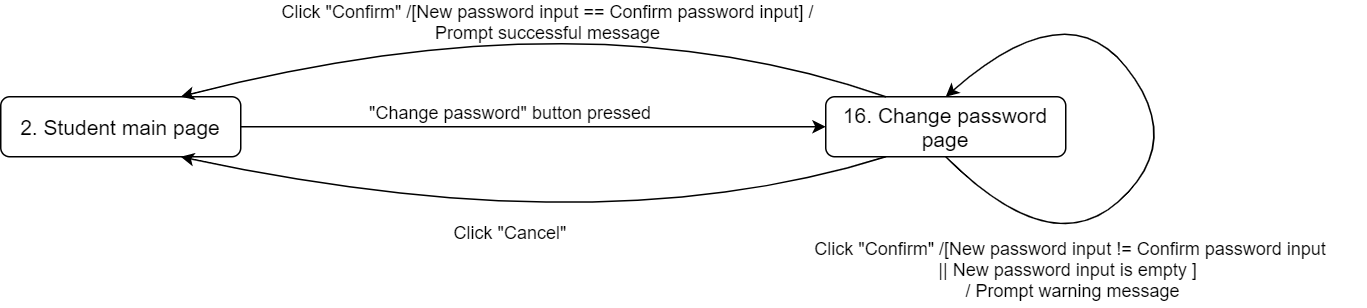 Click "Confirm" /[New password input == Confirm password input] /
Prompt successful message
"Change password" button pressed
2. Student main page
16. Change password
page
Click "Cancel"
Click "Confirm" /[New password input != Confirm password input
|| New password input is empty ]
/ Prompt warning message